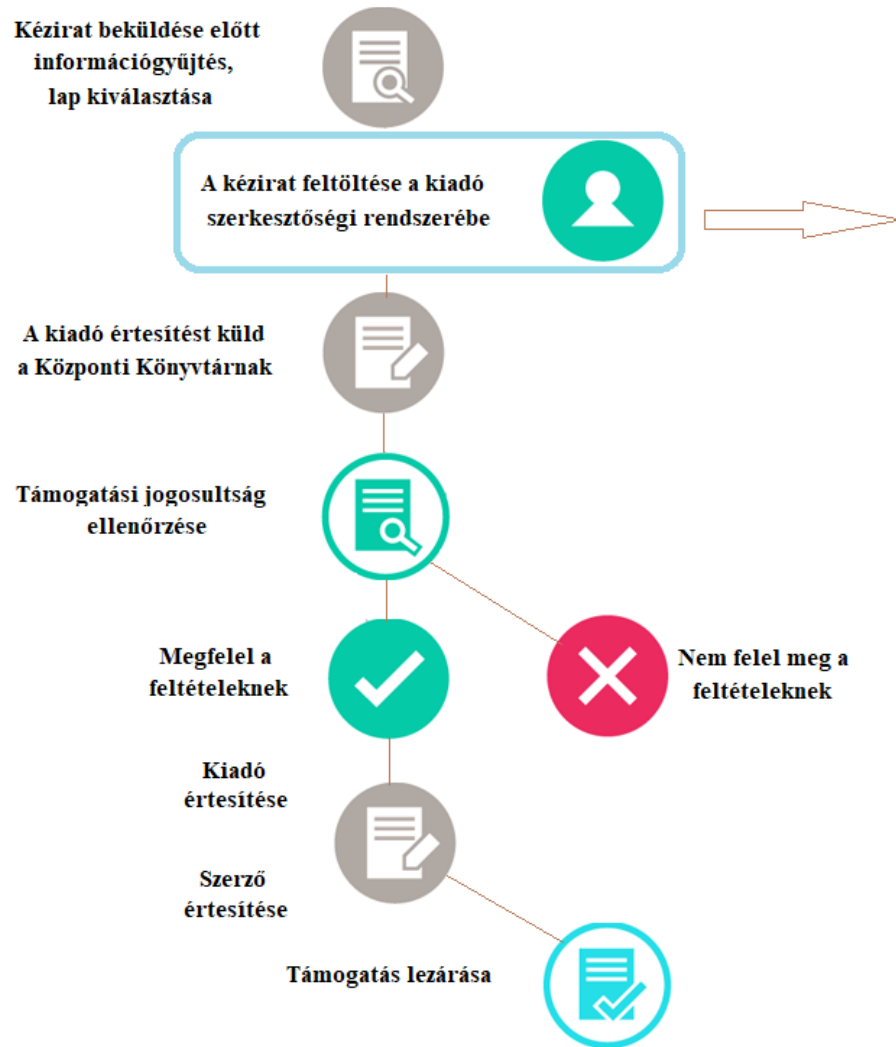 Kézirat beküldése előtt
információgyűjtés,
lap kiválasztása
A kézirat feltöltése a kiadó
szerkesztőségi rendszerébe
A kiadó értesítést küld
a Központi Könyvtárnak
Támogatási jogosultság
ellenőrzése
Megfelel a
feltételeknek
Nem felel meg a
feltételeknek
Kiadó
értesítése
Szerző
értesítése
Támogatás lezárása